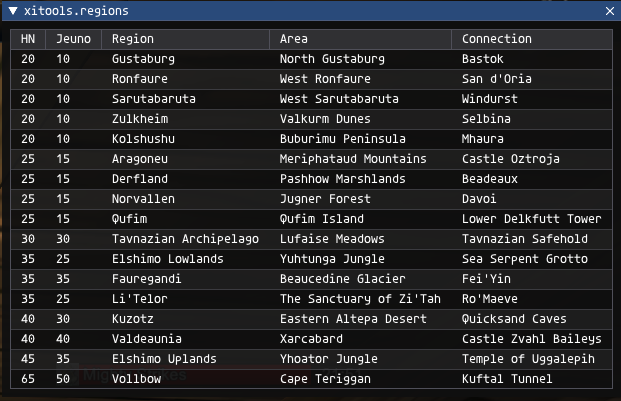 xitools.regions
HN Jeuno Region Area Connection
20 10 Gustaburg North Gustaburg Bastok
20 10 Ronfaure West Ronfaure San d'Oria
20 10 Sarutabaruta West Sarutabaruta Windurst
20 10 Zulkheim Valkurm Dunes Selbina
20 10 Kolshushu Buburimu Peninsula Mhaura
25 15 Aragoneu Meriphataud Mountains Castle Oztroja
25 15 Derfland Pashhow Marshlands Beadeaux
25 15 Norvallen Jugner Forest Davoi
25 15 Qufim Qufim Island Lower Delkfutt Tower
30 30 Tavnazian Archipelago Lufaise Meadows Tavnazian Safehold
35 25 Elshimo Lowlands Yuhtunga Jungle Sea Serpent Grotto
35 35 Fauregandi Beaucedine Glacier Fei'Yin
35 25 Li'Telor The Sanctuary of Zi'Tah Ro'Maeve
40 30 Kuzotz Eastern Altepa Desert Quicksand Caves
40 40 Valdeaunia Xarcabard Castle Zvahl Baileys
45 35 Elshimo Uplands Yhoator Jungle Temple of Uggalepih
65 50 Vollbow Cape Teriggan Kuftal Tunnel